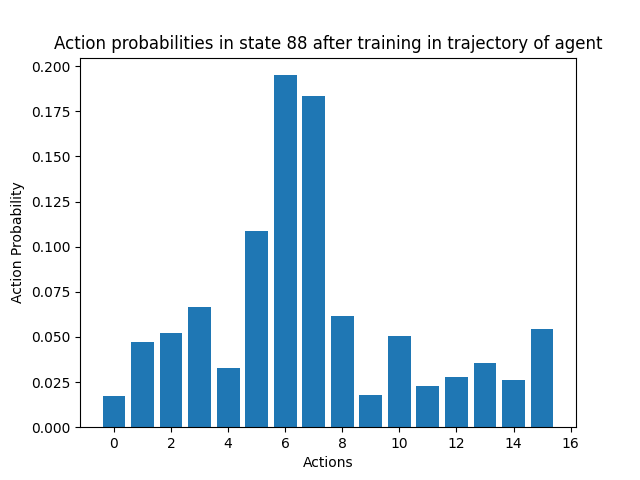 Action probabilities in state 88 after training in trajectory of agent
0.200
0.175
0.150
0.125
0.100
0.075
0.050
0.025
0.000
Action Probability
0 2 4 6 8 10 12 14 16
Actions